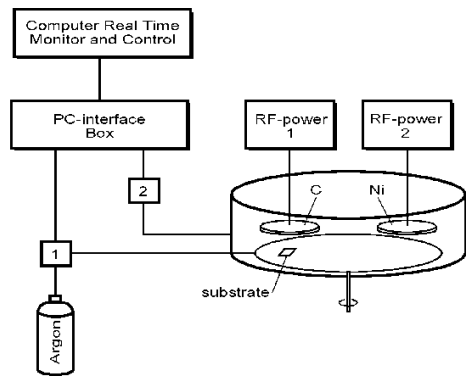 Computer Real Time
Monitor and Control
PC-interface
Box
RF-power
1
RF-power
2
2
C
Ni
1
substrate
Argon